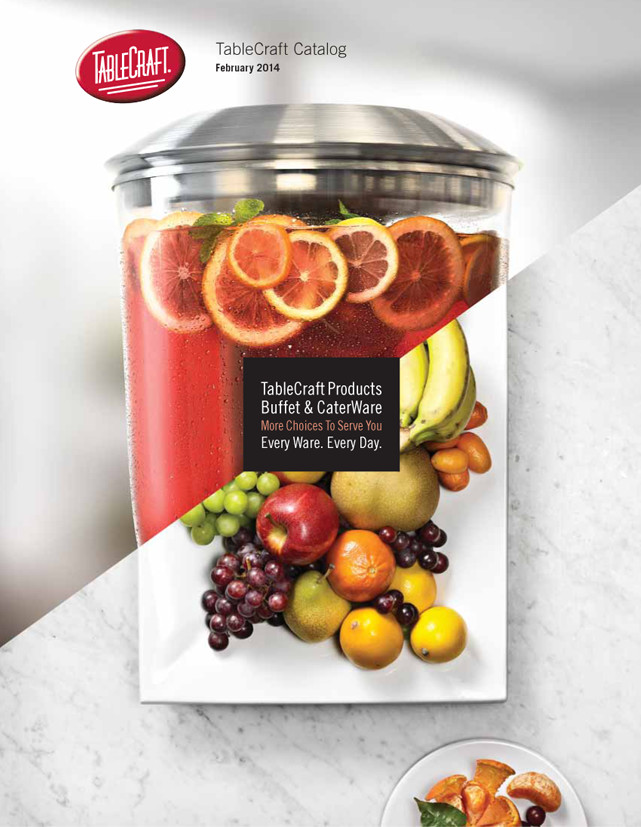 TABLECRAFT.
TableCraft Catalog
February 2014
TableCraft Products
Buffet & CaterWare
More Choices To Serve You
Every Ware. Every Day.